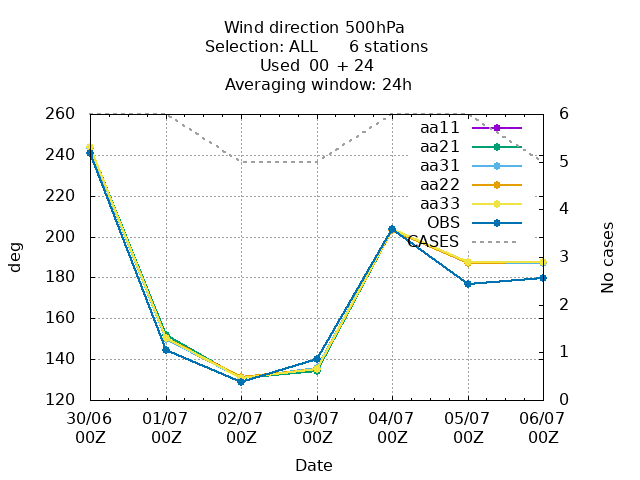 Wind direction 500hPa
Selection: ALL      6 stations
Used  00 + 24
Averaging window: 24h
260
240
220
200
180
160
140
120
deg
6
5
4
3
2
1
0
No cases
aa11
aa21
aa31
aa22
aa33
OBS
CASES
30/06 01/07 02/07 03/07 04/07 05/07 06/07
00Z 00Z 00Z 00Z 00Z 00Z 00Z
Date